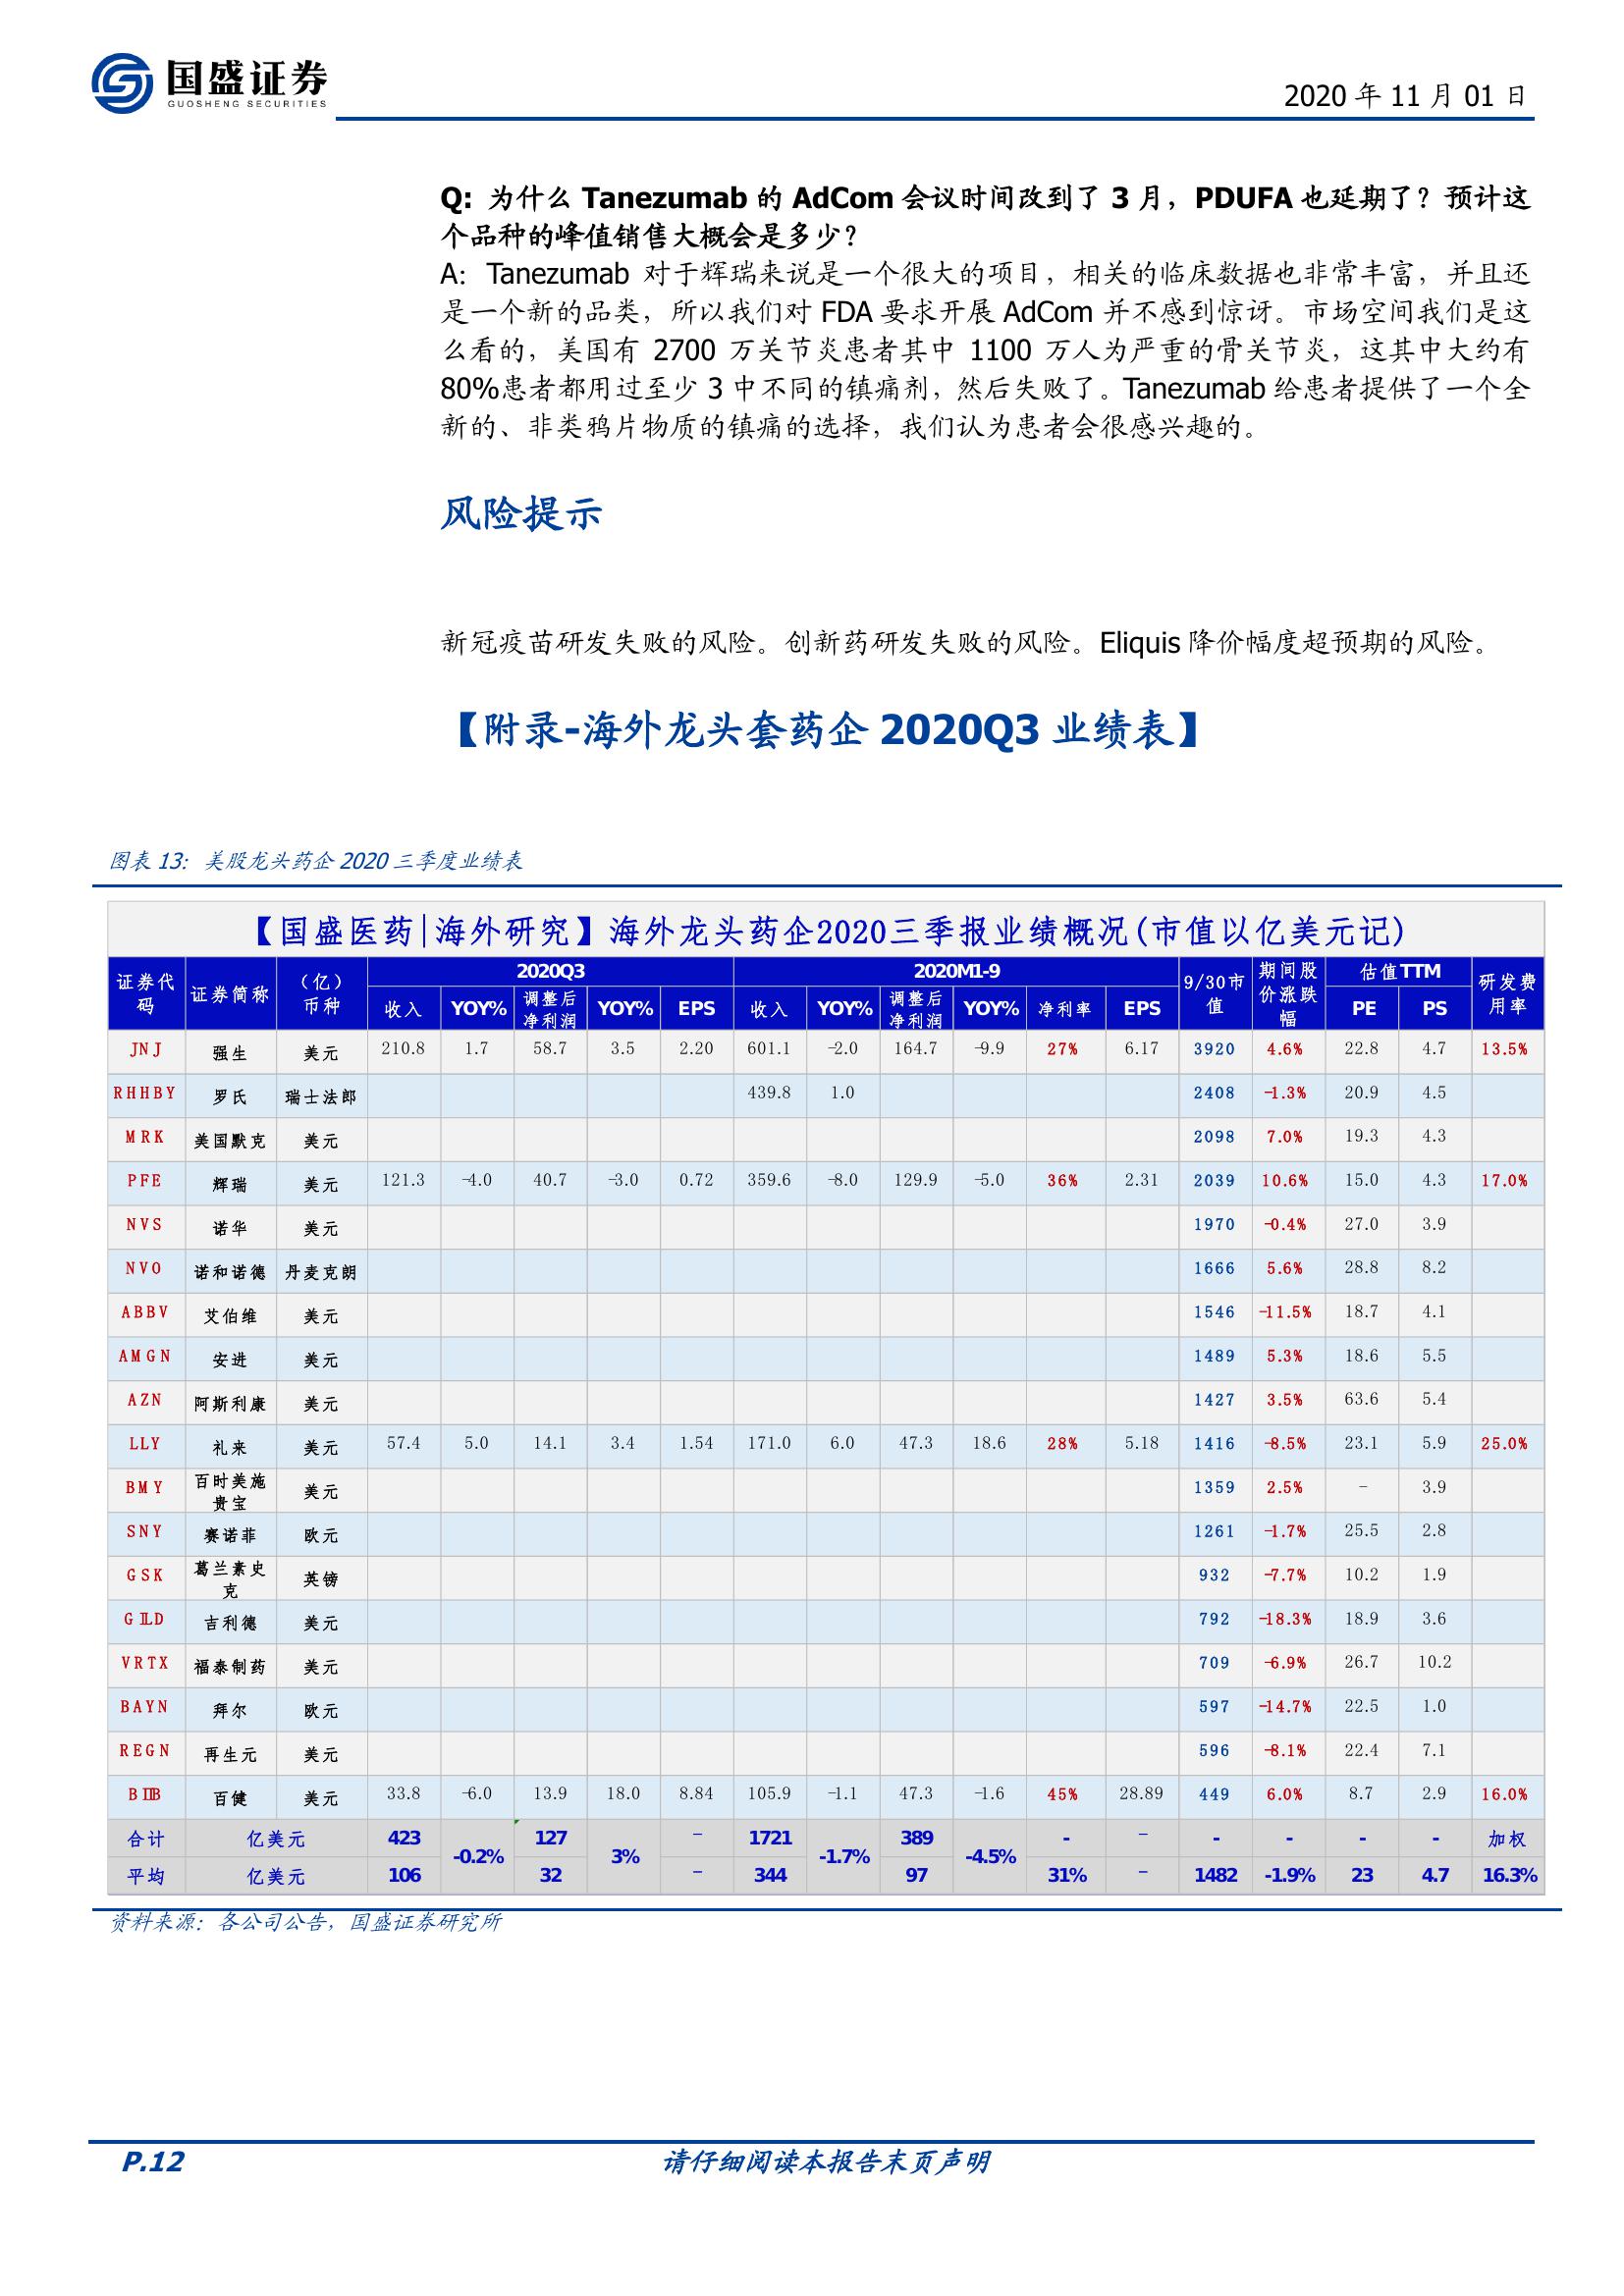 国盛证券
GUOSHENG SECURITIES
2020 年 11 月 01 日
Q: 为什么 Tanezumab 的 AdCom 会议时间改到了 3 月，PDUFA 也延期了？预计这
个品种的峰值销售大概会是多少？
A：Tanezumab 对于辉瑞来说是一个很大的项目，相关的临床数据也非常丰富，并且还
是一个新的品类，所以我们对 FDA 要求开展 AdCom 并不感到惊讶。市场空间我们是这
么看的，美国有 2700 万关节炎患者其中 1100 万人为严重的骨关节炎，这其中大约有
80%患者都用过至少 3 中不同的镇痛剂，然后失败了。Tanezumab 给患者提供了一个全
新的、非类鸦片物质的镇痛的选择，我们认为患者会很感兴趣的。
风险提示
新冠疫苗研发失败的风险。创新药研发失败的风险。Eliquis 降价幅度超预期的风险。
【附录-海外龙头套药企 2020Q3 业绩表】
图表 13：美股龙头药企 2020 三季度业绩表
【国盛医药|海外研究】海外龙头药企2020三季报业绩概况(市值以亿美元记)
证券代码 证券简称 （亿）币种 2020Q3 2020M1-9 9/30市值 期间股价涨跌幅 估值TTM 研发费用率
收入 YOY% 调整后净利润 YOY% EPS 收入 YOY% 调整后净利润 YOY% 净利率 EPS PE PS
JNJ 强生 美元 210.8 1.7 58.7 3.5 2.20 601.1 -2.0 164.7 -9.9 27% 6.17 3920 4.6% 22.8 4.7 13.5%
RHHBY 罗氏 瑞士法郎 439.8 1.0 2408 -1.3% 20.9 4.5
MRK 美国默克 美元 2098 7.0% 19.3 4.3
PFE 辉瑞 美元 121.3 -4.0 40.7 -3.0 0.72 359.6 -8.0 129.9 -5.0 36% 2.31 2039 10.6% 15.0 4.3 17.0%
NVS 诺华 美元 1970 -0.4% 27.0 3.9
NVO 诺和诺德 丹麦克朗 1666 5.6% 28.8 8.2
ABBV 艾伯维 美元 1546 -11.5% 18.7 4.1
AMGN 安进 美元 1489 5.3% 18.6 5.5
AZN 阿斯利康 美元 1427 3.5% 63.6 5.4
LLY 礼来 美元 57.4 5.0 14.1 3.4 1.54 171.0 6.0 47.3 18.6 28% 5.18 1416 -8.5% 23.1 5.9 25.0%
BMY 百时美施贵宝 美元 1359 2.5% - 3.9
SNY 赛诺菲 欧元 1261 -1.7% 25.5 2.8
GSK 葛兰素史克 英镑 932 -7.7% 10.2 1.9
GILD 吉利德 美元 792 -18.3% 18.9 3.6
VRTX 福泰制药 美元 709 -6.9% 26.7 10.2
BAYN 拜尔 欧元 597 -14.7% 22.5 1.0
REGN 再生元 美元 596 -8.1% 22.4 7.1
BIIB 百健 美元 33.8 -6.0 13.9 18.0 8.84 105.9 -1.1 47.3 -1.6 45% 28.89 449 6.0% 8.7 2.9 16.0%
合计 亿美元 423 -0.2% 127 3% - 1721 -1.7% 389 -4.5% - - - - - - 加权
平均 亿美元 106 32 - 344 97 31% - 1482 -1.9% 23 4.7 16.3%
资料来源：各公司公告，国盛证券研究所
P.12
请仔细阅读本报告末页声明